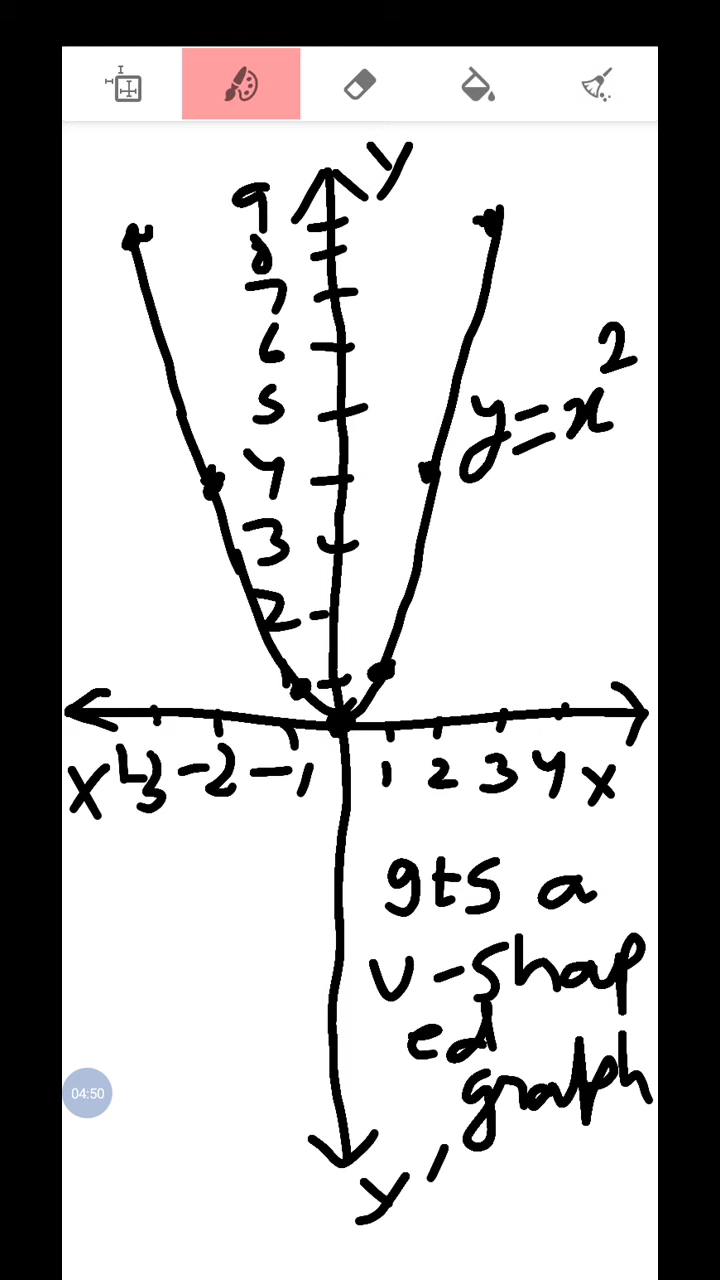 y
9
8
7
6
5
4
3
2
y=x²
x' -3 -2 -1 1 2 3 4 x
gts a
u-shap
ed
graph
04:50
y'